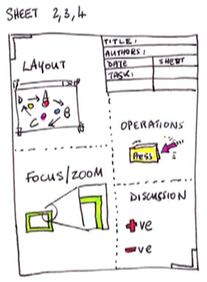 SHEET 2,3,4
TITLE:
AUTHORS:
DATE SHEET
TASK:
LAYOUT
D A
A B
C
OPERATIONS
Press
FOCUS/ZOOM
DISCUSSION
+ve
-ve